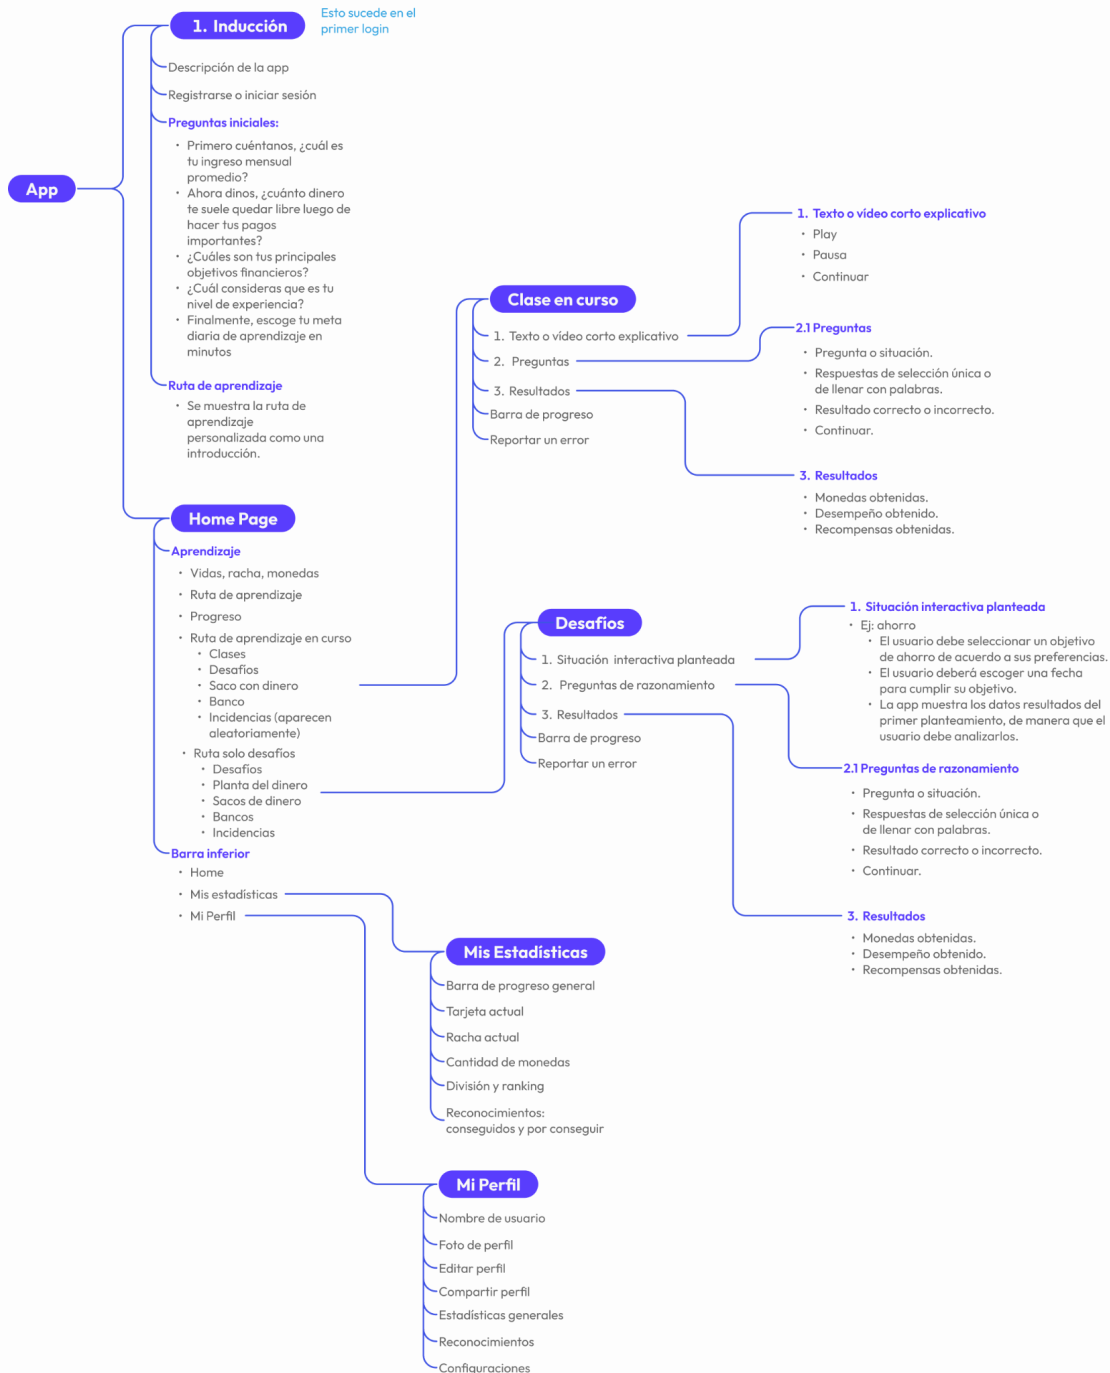 1. Inducción
Esto sucede en el
primer login
Descripción de la app
Registrarse o iniciar sesión
Preguntas iniciales:
• Primero cuéntanos, ¿cuál es
tu ingreso mensual
promedio?
• Ahora dinos, ¿cuánto dinero
te suele quedar libre luego de
hacer tus pagos
importantes?
• ¿Cuáles son tus principales
objetivos financieros?
• ¿Cuál consideras que es tu
nivel de experiencia?
• Finalmente, escoge tu meta
diaria de aprendizaje en
minutos
Ruta de aprendizaje
• Se muestra la ruta de
aprendizaje
personalizada como una
introducción.
App
Home Page
Aprendizaje
• Vidas, racha, monedas
• Ruta de aprendizaje
• Progreso
• Ruta de aprendizaje en curso
• Clases
• Desafíos
• Saco con dinero
• Banco
• Incidencias (aparecen
aleatoriamente)
• Ruta solo desafíos
• Desafíos
• Planta del dinero
• Sacos de dinero
• Bancos
• Incidencias
Barra inferior
• Home
• Mis estadísticas
• Mi Perfil
Clase en curso
1. Texto o vídeo corto explicativo
2. Preguntas
3. Resultados
Barra de progreso
Reportar un error
1. Texto o vídeo corto explicativo
• Play
• Pausa
• Continuar
2.1 Preguntas
• Pregunta o situación.
• Respuestas de selección única o
de llenar con palabras.
• Resultado correcto o incorrecto.
• Continuar.
3. Resultados
• Monedas obtenidas.
• Desempeño obtenido.
• Recompensas obtenidas.
Desafíos
1. Situación interactiva planteada
2. Preguntas de razonamiento
3. Resultados
Barra de progreso
Reportar un error
1. Situación interactiva planteada
• Ej: ahorro
• El usuario debe seleccionar un objetivo
de ahorro de acuerdo a sus preferencias.
• El usuario deberá escoger una fecha
para cumplir su objetivo.
• La app muestra los datos resultados del
primer planteamiento, de manera que el
usuario debe analizarlos.
2.1 Preguntas de razonamiento
• Pregunta o situación.
• Respuestas de selección única o
de llenar con palabras.
• Resultado correcto o incorrecto.
• Continuar.
3. Resultados
• Monedas obtenidas.
• Desempeño obtenido.
• Recompensas obtenidas.
Mis Estadísticas
Barra de progreso general
Tarjeta actual
Racha actual
Cantidad de monedas
División y ranking
Reconocimientos:
conseguidos y por conseguir
Mi Perfil
Nombre de usuario
Foto de perfil
Editar perfil
Compartir perfil
Estadísticas generales
Reconocimientos
Configuraciones